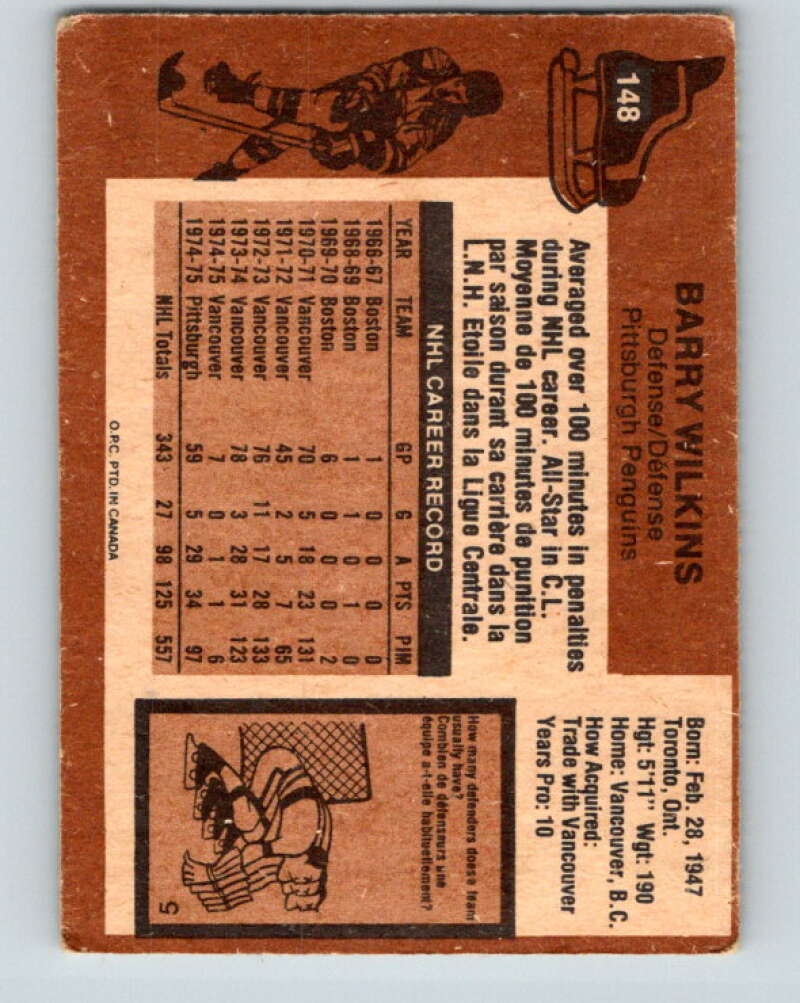 148
BARRY WILKINS
Defense/Défense
Pittsburgh Penguins
Averaged over 100 minutes in penalties
during NHL career. All-Star in C.L.
Moyenne de 100 minutes de punition
par saison durant sa carrière dans la
L.N.H. Etoile dans la Ligue Centrale.
NHL CAREER RECORD
YEAR TEAM GP G A PTS PIM
1966-67 Boston 1 0 0 0 0
1968-69 Boston 1 1 0 1 0
1969-70 Boston 6 0 0 0 2
1970-71 Vancouver 70 5 18 23 131
1971-72 Vancouver 45 2 5 7 65
1972-73 Vancouver 76 11 17 28 133
1973-74 Vancouver 78 3 28 31 123
1974-75 Vancouver 7 0 1 1 6
1974-75 Pittsburgh 59 5 29 34 97
NHL Totals 343 27 98 125 557
O.P.C. PTD. IN CANADA
Born: Feb. 28, 1947
Toronto, Ont.
Hgt: 5'11" Wgt: 190
Home: Vancouver, B.C.
How Acquired:
Trade with Vancouver
Years Pro: 10
How many defenders doese team
usually have?
Combien de défenseurs une
équipe a-t-elle habituellement?
5